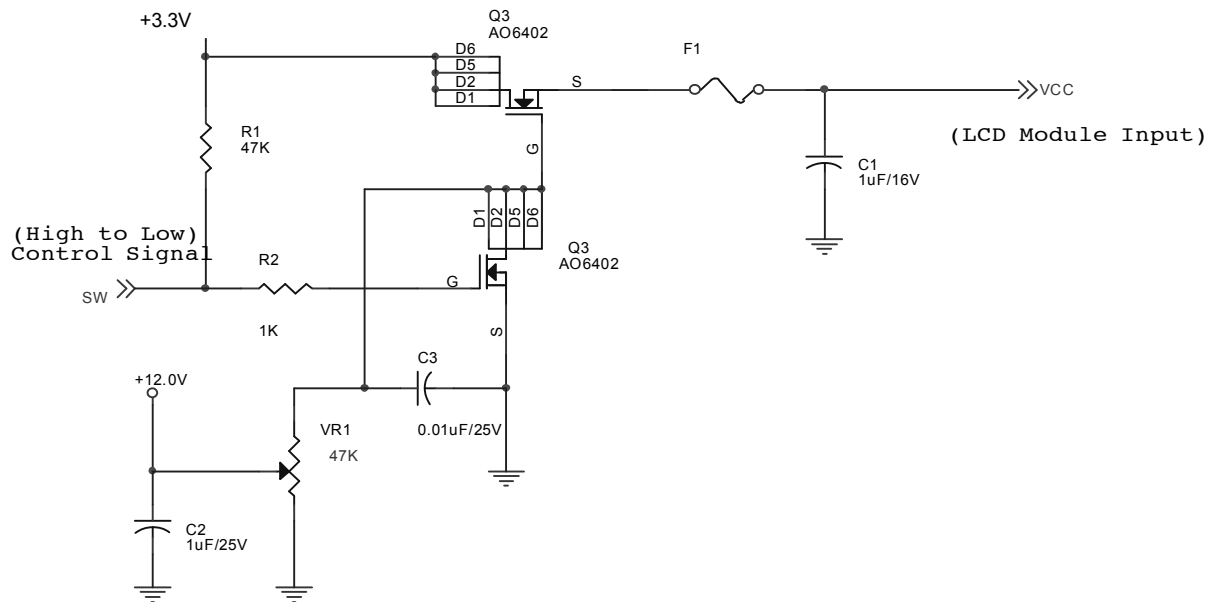 +3.3V
Q3
AO6402
D6
D5
D2
D1
S
G
F1
VCC
(LCD Module Input)
R1
47K
C1
1uF/16V
D1
D2
D5
D6
Q3
AO6402
(High to Low)
Control Signal
SW
R2
1K
G
S
C3
0.01uF/25V
+12.0V
VR1
47K
C2
1uF/25V